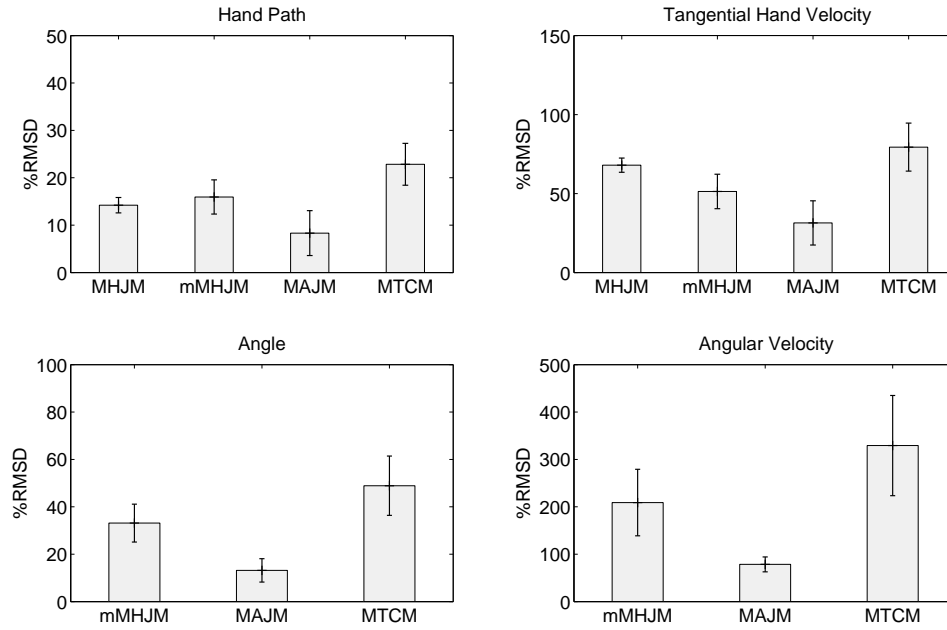 Hand Path
50
40
30
20
10
0
%RMSD
MHJM mMHJM MAJM MTCM
Tangential Hand Velocity
150
100
50
0
%RMSD
MHJM mMHJM MAJM MTCM
Angle
100
80
60
40
20
0
%RMSD
mMHJM MAJM MTCM
Angular Velocity
500
400
300
200
100
0
%RMSD
mMHJM MAJM MTCM